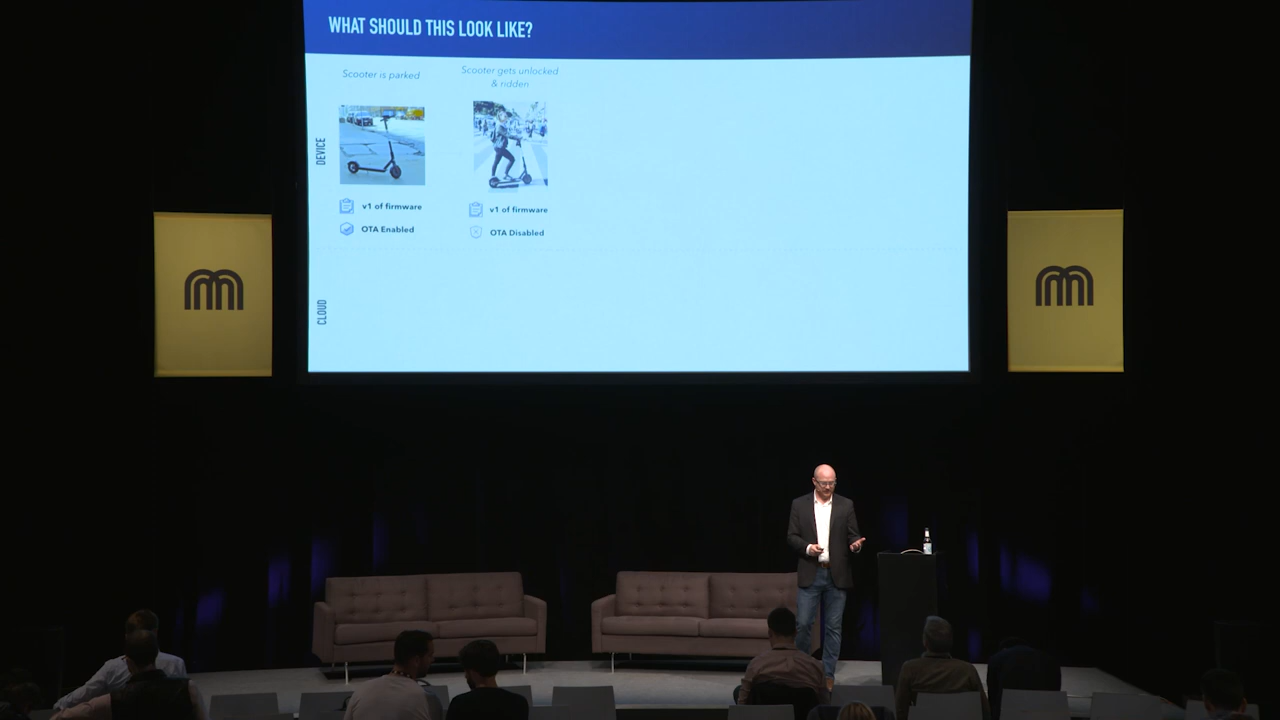 WHAT SHOULD THIS LOOK LIKE?
Scooter is parked
Scooter gets unlocked
& ridden
DEVICE
v1 of firmware
OTA Enabled
v1 of firmware
OTA Disabled
CLOUD